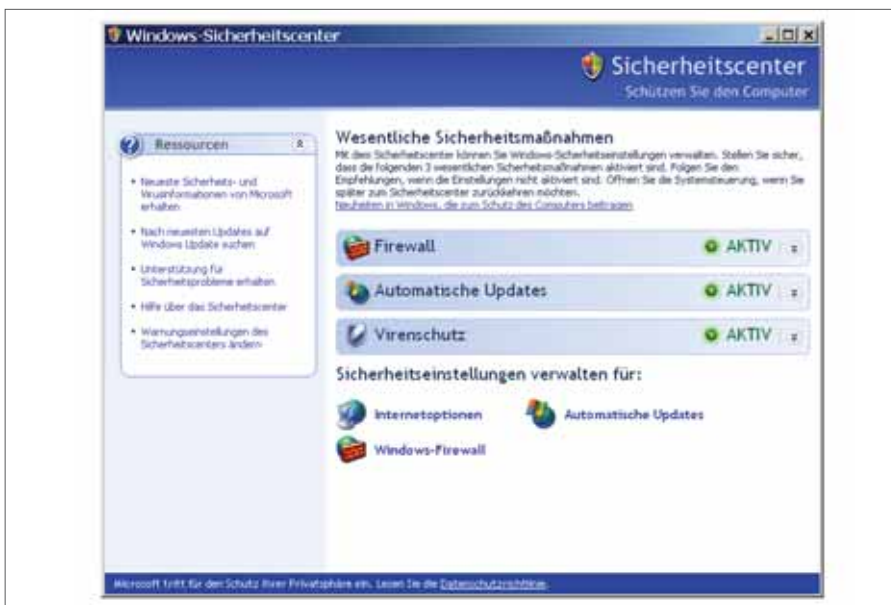 Windows-Sicherheitscenter
Sicherheitscenter
Schützen Sie den Computer
Ressourcen
• Neueste Sicherheits- und
Virusinformationen von Microsoft
erhalten
• Nach neuesten Updates auf
Windows Update suchen
• Unterstützung für
Sicherheitsprobleme erhalten
• Hilfe über das Sicherheitscenter
• Warnungseinstellungen des
Sicherheitscenters ändern
Wesentliche Sicherheitsmaßnahmen
Mit dem Sicherheitscenter können Sie Windows-Sicherheitseinstellungen verwalten. Stellen Sie sicher,
dass die folgenden 3 wesentlichen Sicherheitsmaßnahmen aktiviert sind. Folgen Sie den
Empfehlungen, wenn die Einstellungen nicht aktiviert sind. Öffnen Sie die Systemsteuerung, wenn Sie
später zum Sicherheitscenter zurückkehren möchten.
Neuheiten in Windows, die zum Schutz des Computers beitragen
Firewall AKTIV
Automatische Updates AKTIV
Virenschutz AKTIV
Sicherheitseinstellungen verwalten für:
Internetoptionen Automatische Updates
Windows-Firewall
Microsoft tritt für den Schutz Ihrer Privatsphäre ein. Lesen Sie die Datenschutzrichtlinie.